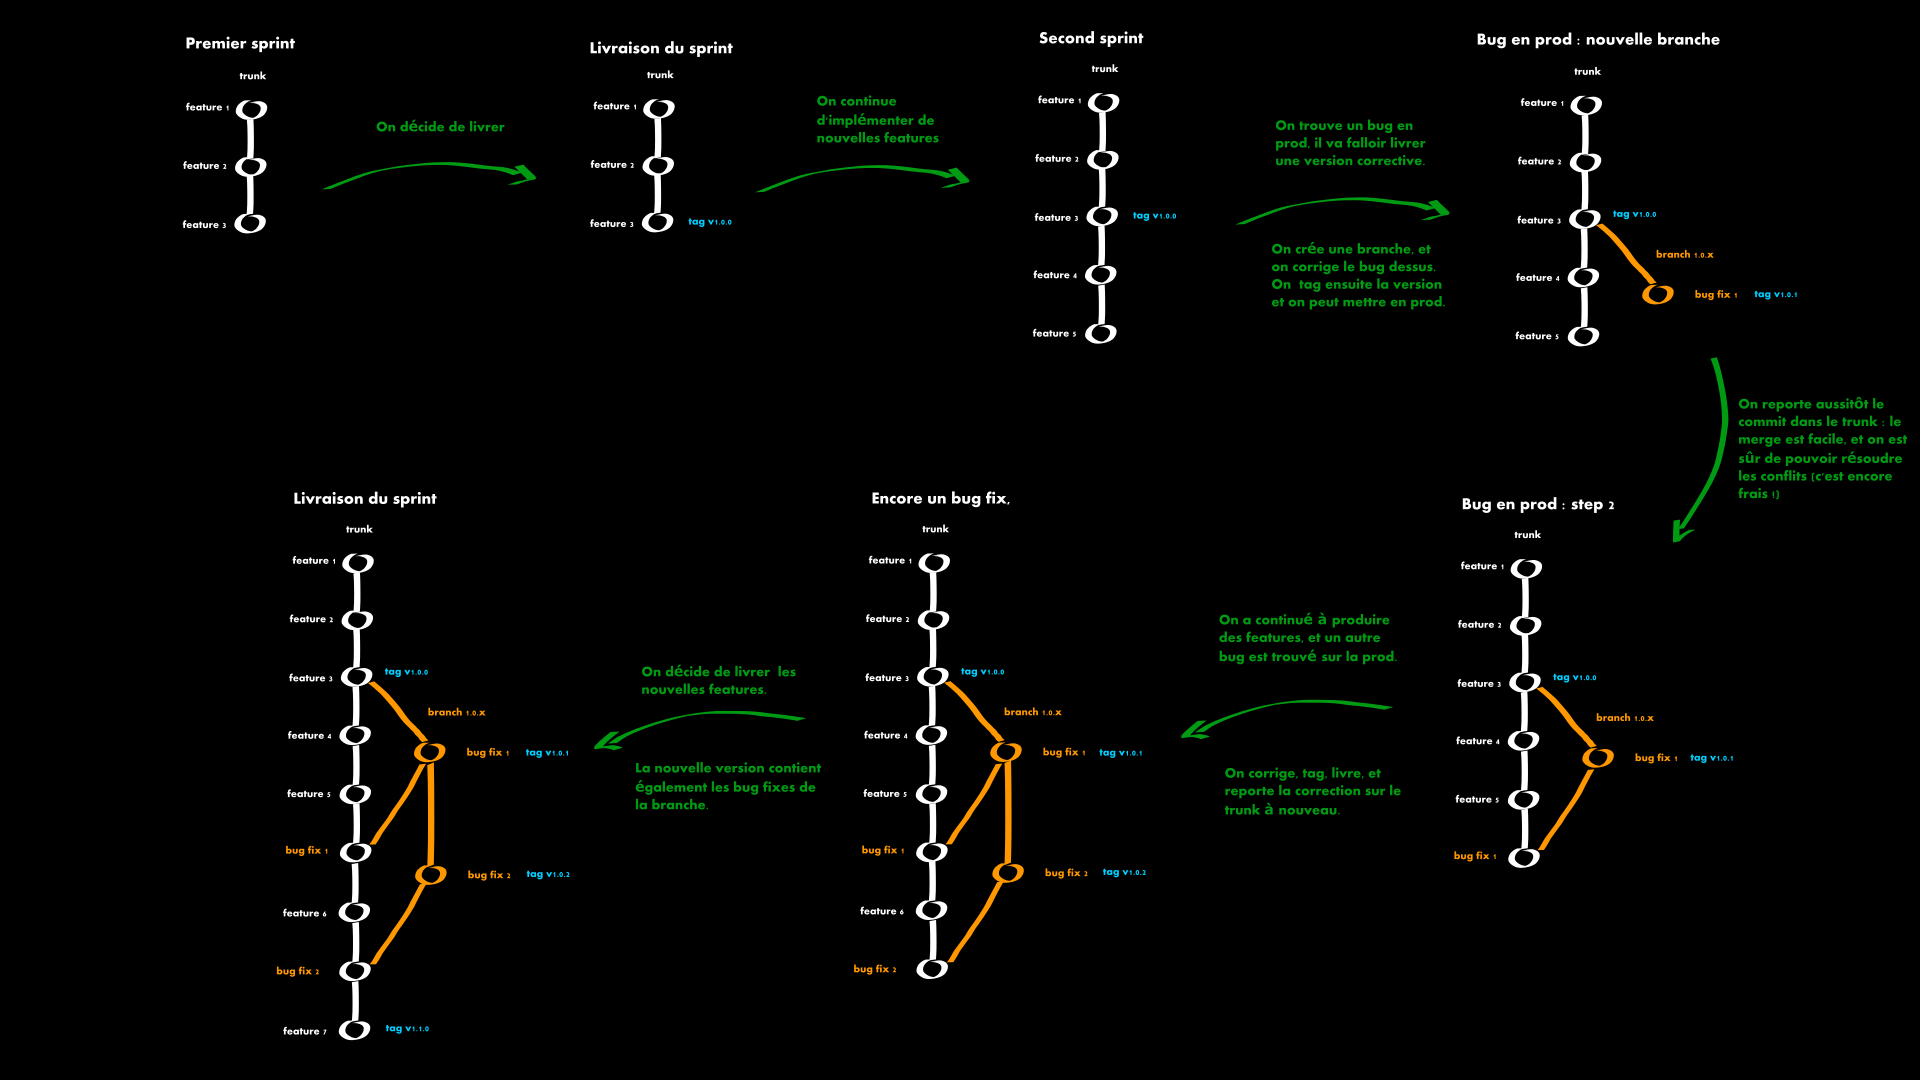 Premier sprint
trunk
feature 1
feature 2
feature 3
On décide de livrer
Livraison du sprint
trunk
feature 1
feature 2
feature 3
tag v1.0.0
On continue
d'implémenter de
nouvelles features
Second sprint
trunk
feature 1
feature 2
feature 3
tag v1.0.0
feature 4
feature 5
On trouve un bug en
prod, il va falloir livrer
une version corrective.
On crée une branche, et
on corrige le bug dessus.
On tag ensuite la version
et on peut mettre en prod.
Bug en prod : nouvelle branche
trunk
feature 1
feature 2
feature 3
tag v1.0.0
branch 1.0.x
feature 4
bug fix 1
tag v1.0.1
feature 5
On reporte aussitôt le
commit dans le trunk : le
merge est facile, et on est
sûr de pouvoir résoudre
les conflits (c'est encore
frais !)
Bug en prod : step 2
trunk
feature 1
feature 2
feature 3
tag v1.0.0
branch 1.0.x
feature 4
bug fix 1
tag v1.0.1
feature 5
bug fix 1
On a continué à produire
des features, et un autre
bug est trouvé sur la prod.
On corrige, tag, livre, et
reporte la correction sur le
trunk à nouveau.
Encore un bug fix,
trunk
feature 1
feature 2
feature 3
tag v1.0.0
branch 1.0.x
feature 4
bug fix 1
tag v1.0.1
feature 5
bug fix 1
bug fix 2
tag v1.0.2
feature 6
bug fix 2
On décide de livrer les
nouvelles features.
La nouvelle version contient
également les bug fixes de
la branche.
Livraison du sprint
trunk
feature 1
feature 2
feature 3
tag v1.0.0
branch 1.0.x
feature 4
bug fix 1
tag v1.0.1
feature 5
bug fix 1
bug fix 2
tag v1.0.2
feature 6
bug fix 2
feature 7
tag v1.1.0